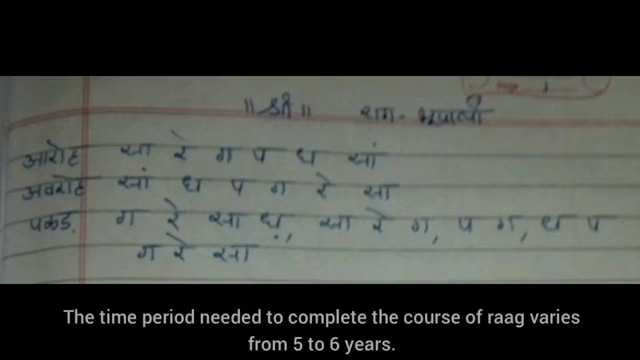 ॥ श्री ॥ राग - भूपाली
आरोह सा रे ग प ध सां
अवरोह सां ध प ग रे सा
पकड. ग रे सा ध़, सा रे ग, प ग, ध प
ग रे सा
The time period needed to complete the course of raag varies
from 5 to 6 years.